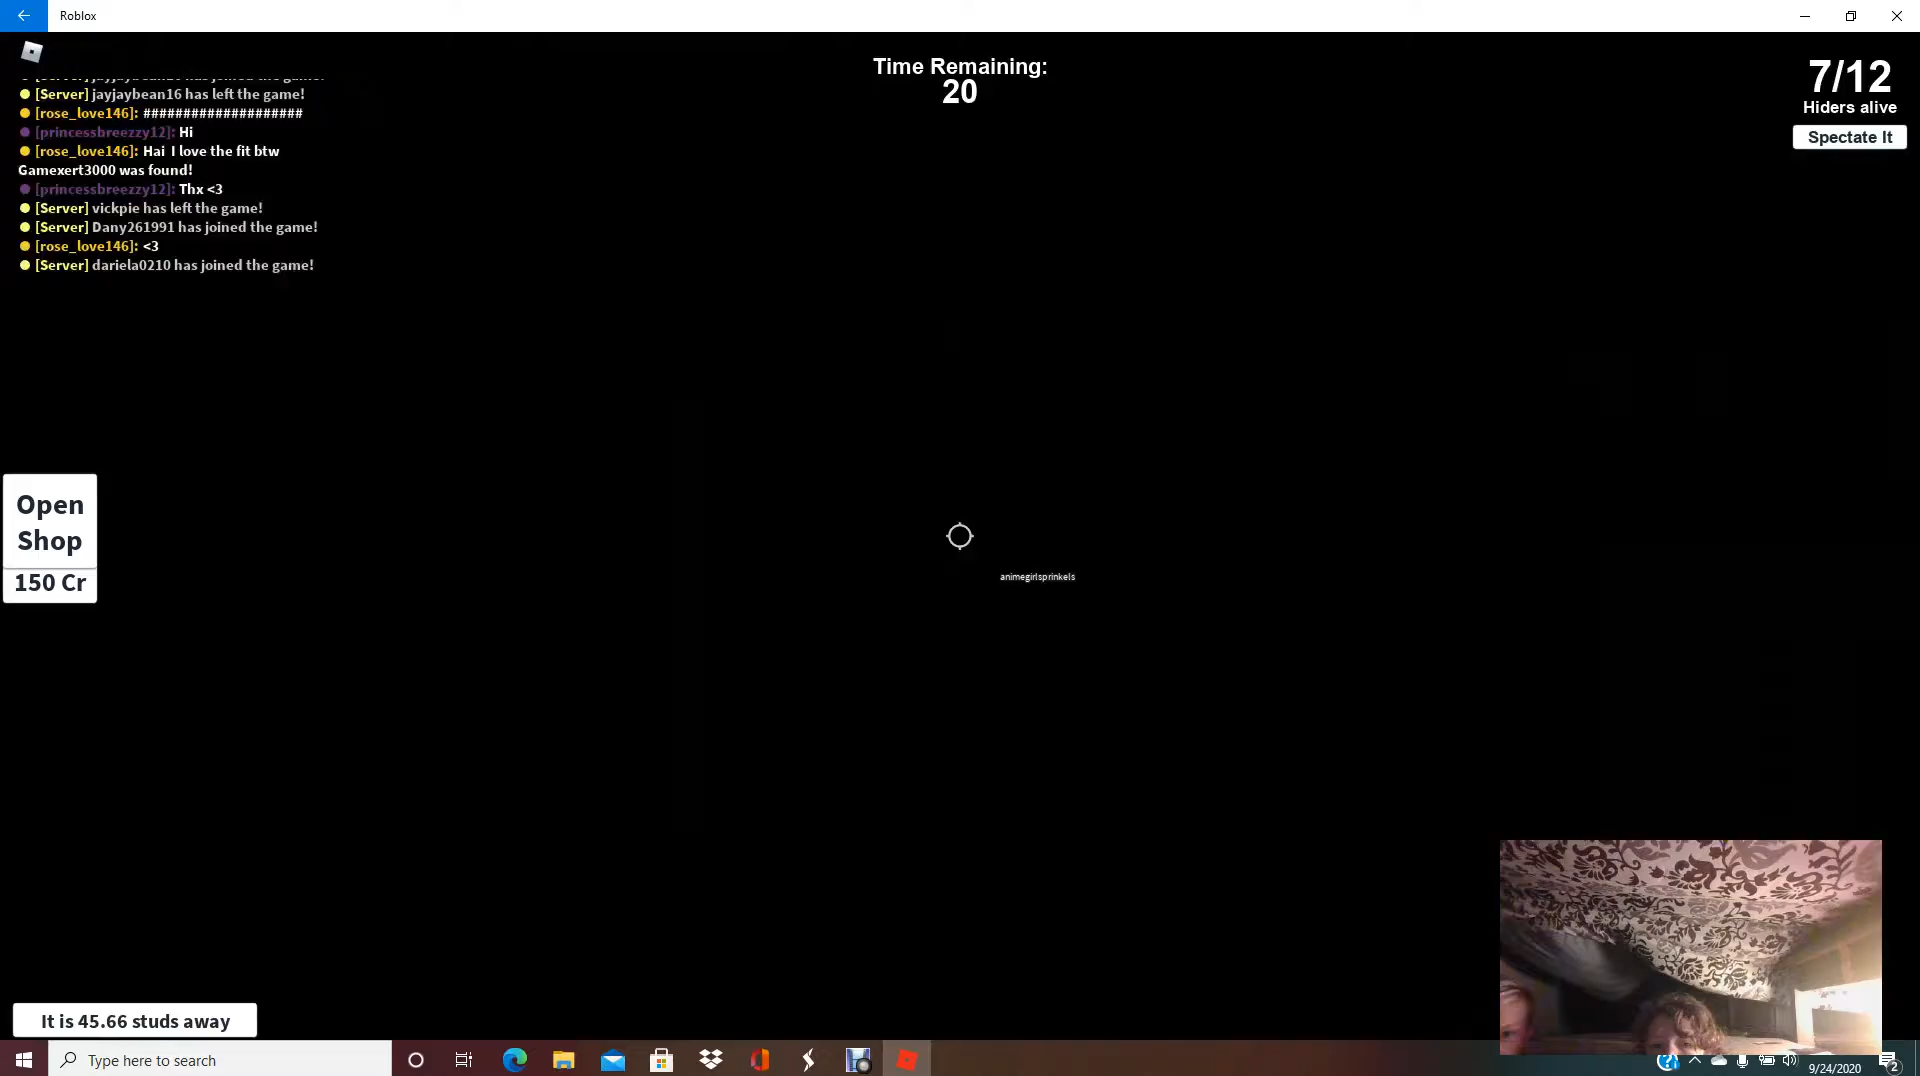 Roblox
Time Remaining:
20
7/12
Hiders alive
Spectate It
[Server] jayjaybean16 has left the game!
[rose_love146]: ####################
[princessbreezzy12]: Hi
[rose_love146]: Hai I love the fit btw
Gamexert3000 was found!
[princessbreezzy12]: Thx <3
[Server] vickpie has left the game!
[Server] Dany261991 has joined the game!
[rose_love146]: <3
[Server] dariela0210 has joined the game!
Open
Shop
150 Cr
animegirlsprinkels
It is 45.66 studs away
Type here to search
9/24/2020
2